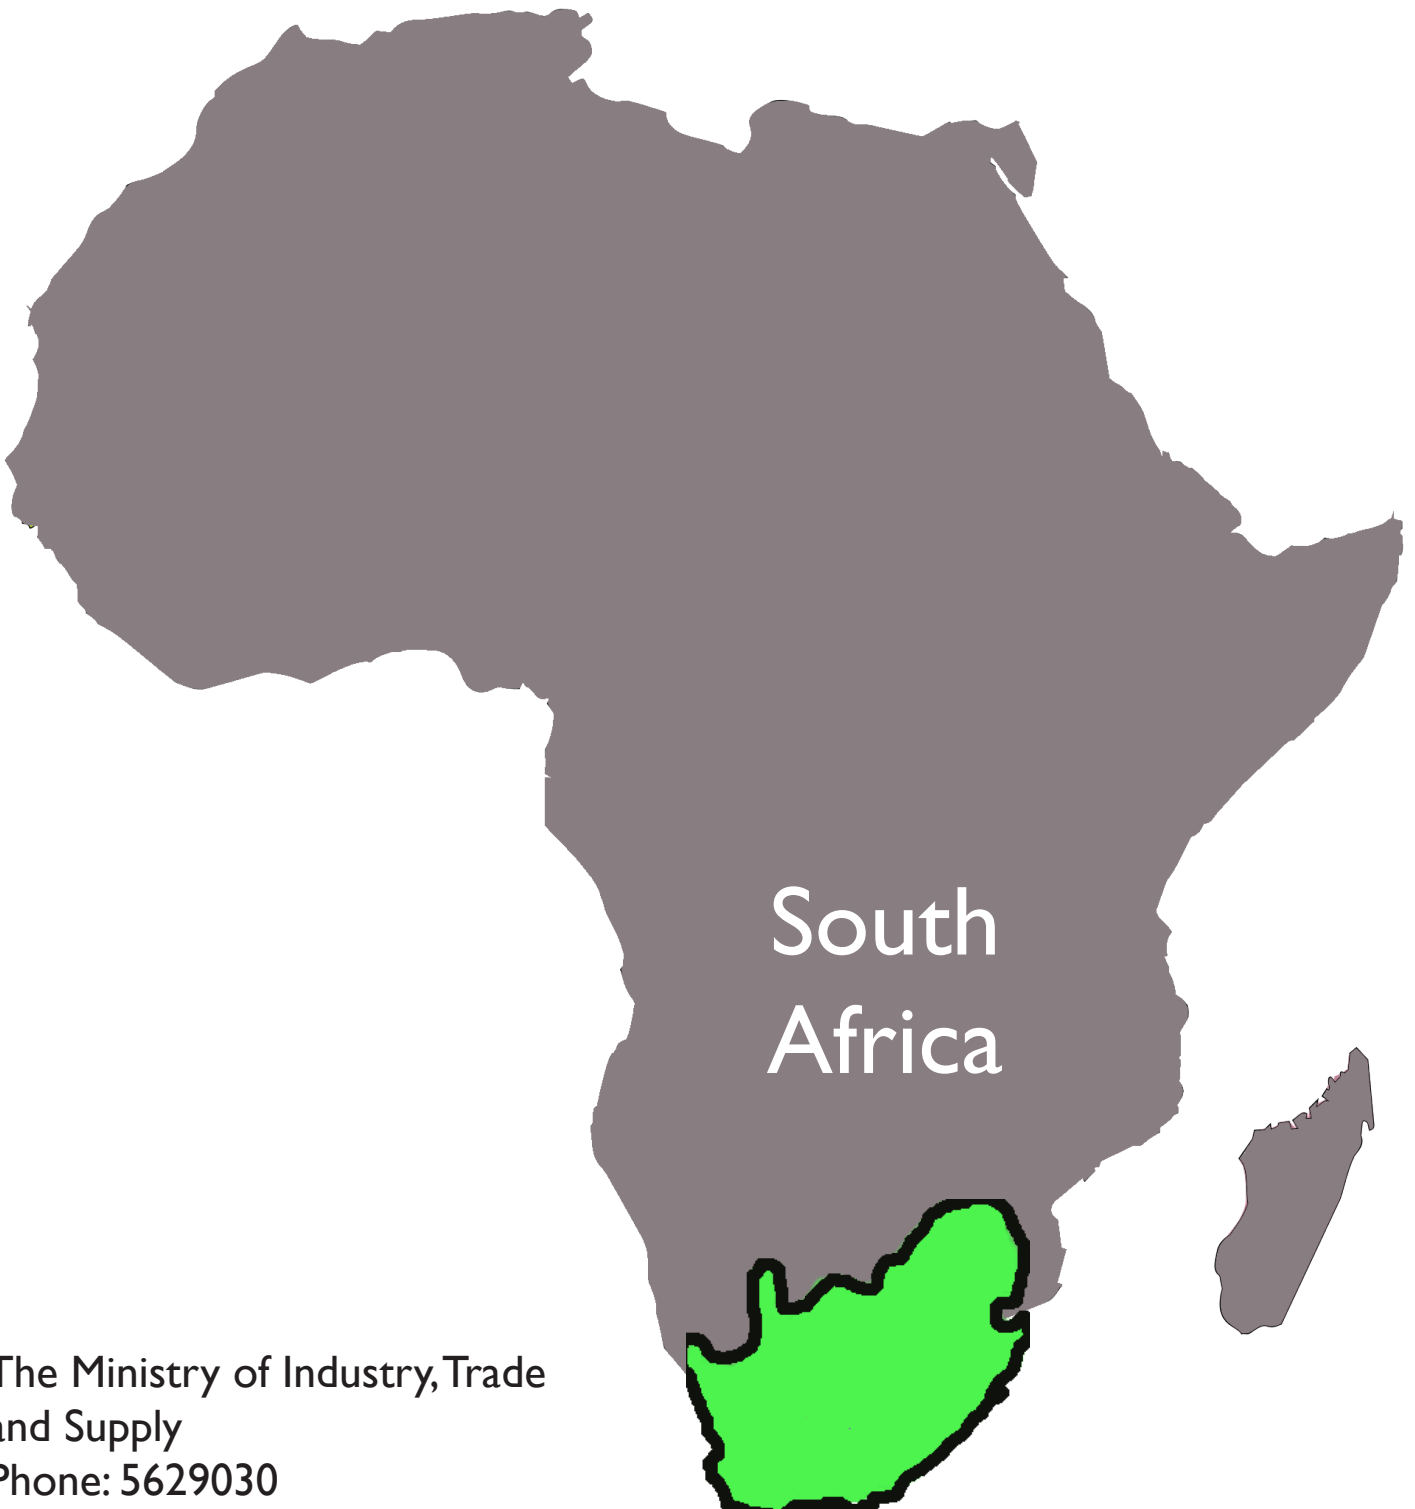 South
Africa
The Ministry of Industry, Trade
and Supply
Phone: 5629030